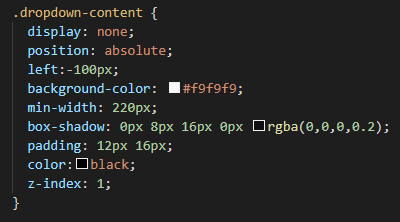 .dropdown-content {
display: none;
position: absolute;
left:-100px;
background-color: #f9f9f9;
min-width: 220px;
box-shadow: 0px 8px 16px 0px rgba(0,0,0,0.2);
padding: 12px 16px;
color:black;
z-index: 1;
}